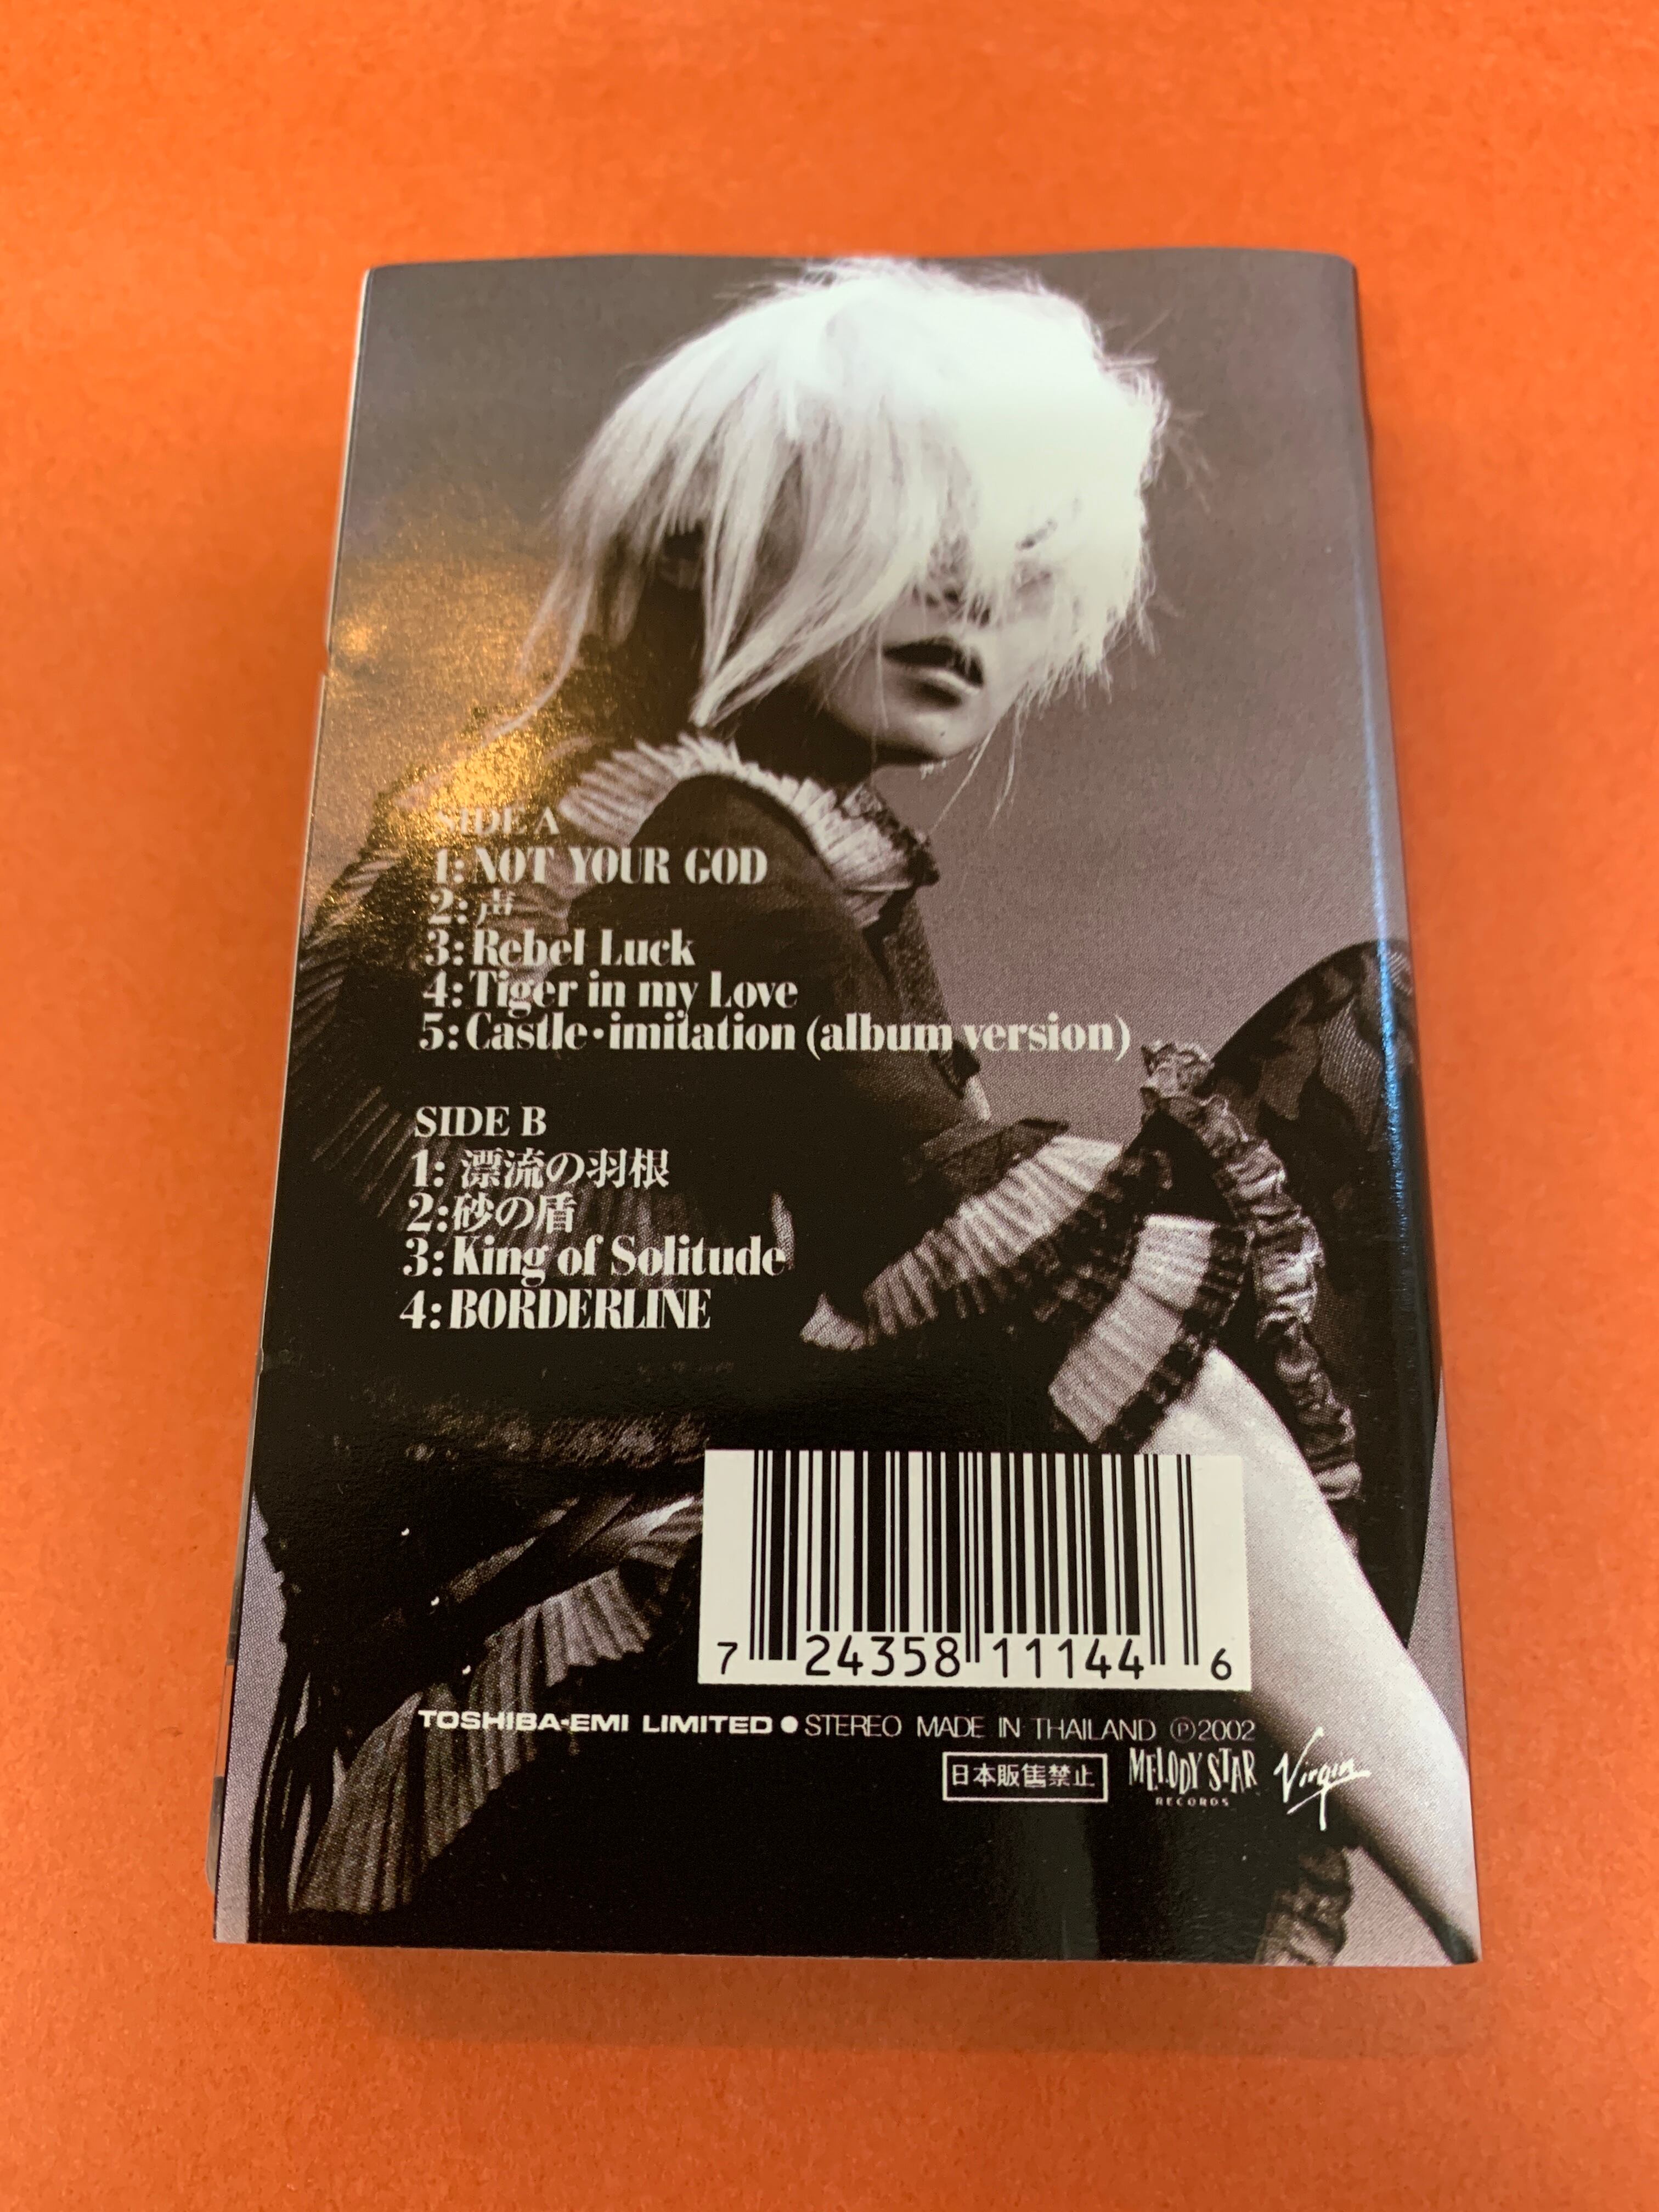 SIDE A
1: NOT YOUR GOD
2: 声
3: Rebel Luck
4: Tiger in my Love
5: Castle・imitation (album version)
SIDE B
1: 漂流の羽根
2: 砂の盾
3: King of Solitude
4: BORDERLINE
7 24358 11144 6
TOSHIBA-EMI LIMITED ● STEREO MADE IN THAILAND ℗2002
日本販売禁止 MELODY STAR RECORDS Virgin